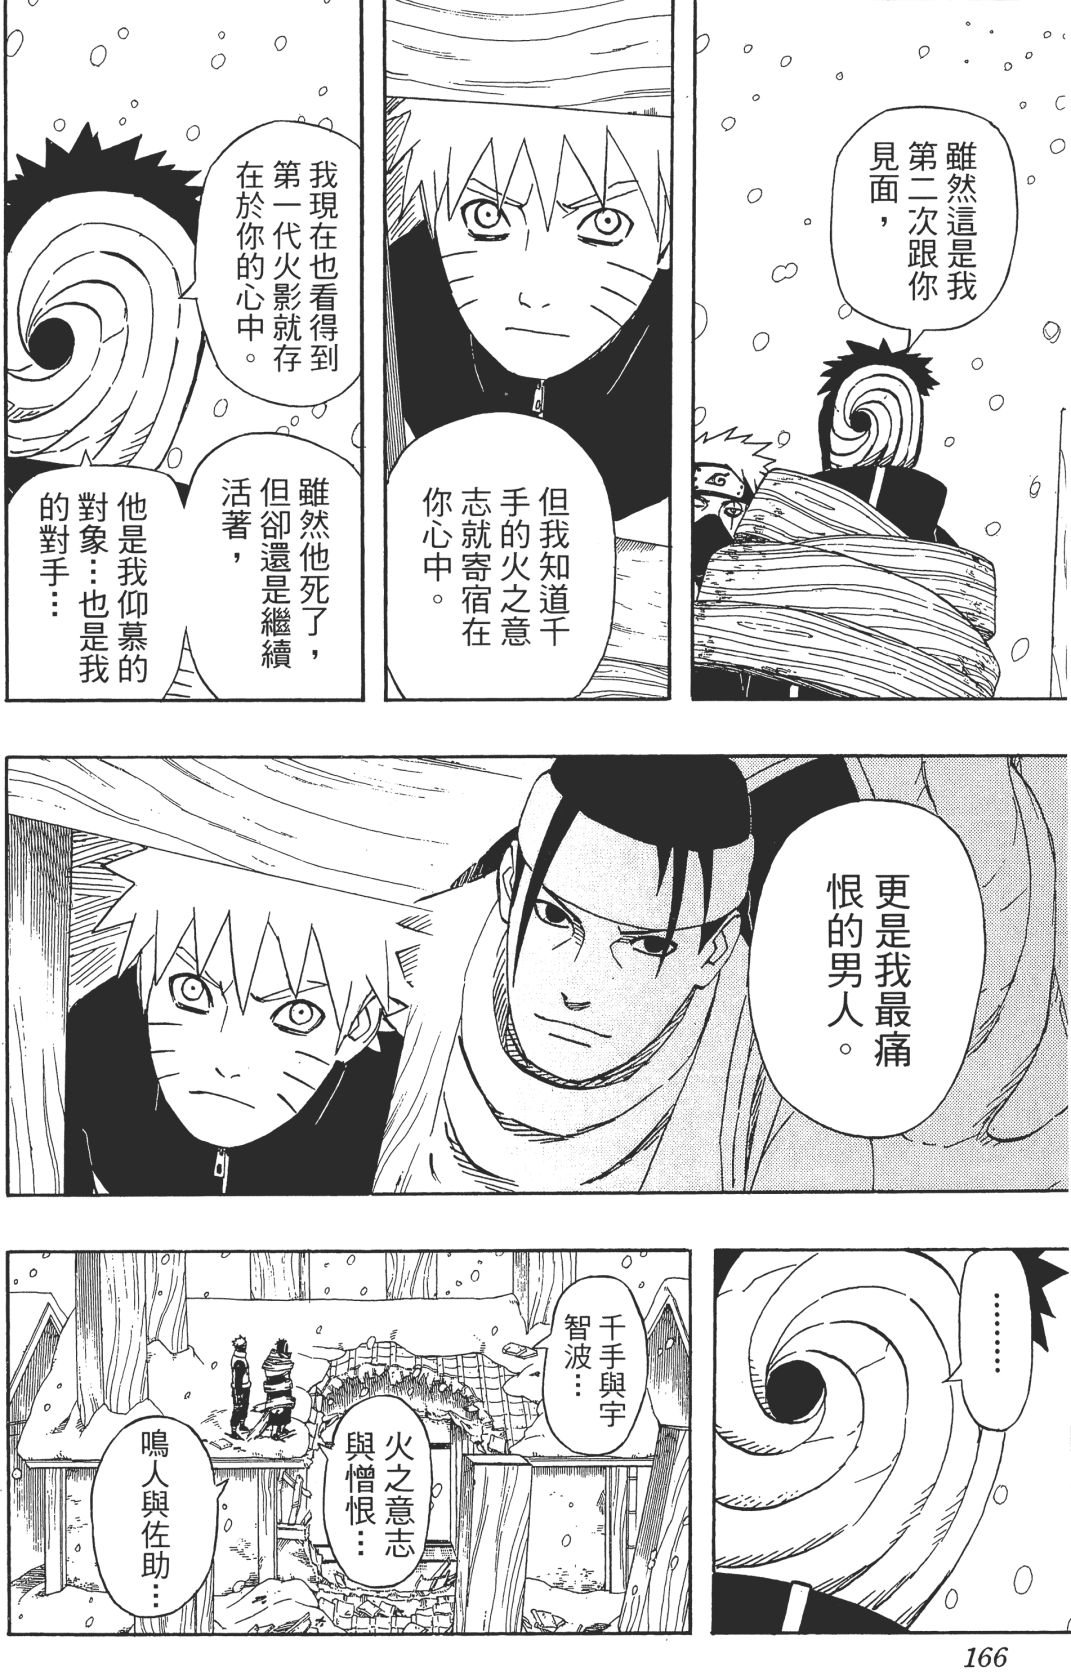 雖然這是我
第二次跟你
見面，
但我知道千
手的火之意
志就寄宿在
你心中。
我現在也看得到
第一代火影就存
在於你的心中。
雖然他死了，
但卻還是繼續
活著，
他是我仰慕的
對象…也是我
的對手…
更是我最痛
恨的男人。
………
千手與宇
智波…
火之意志
與憎恨…
鳴人與佐
助…
166